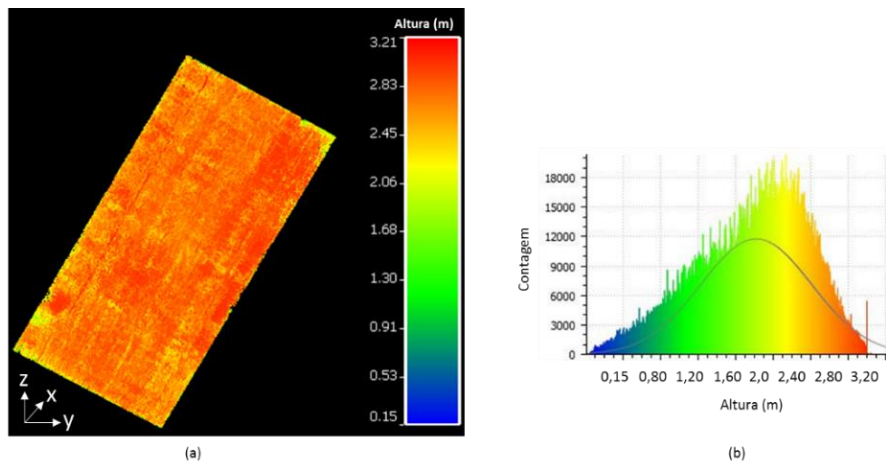 Altura (m)
3.21
2.83
2.45
2.05
1.68
1.30
0.91
0.53
0.15
z
x
y
(a)
Contagem
18000
15000
12000
9000
6000
3000
0
0,15 0,80 1,20 1,60 2,0 2,40 2,80 3,20
Altura (m)
(b)